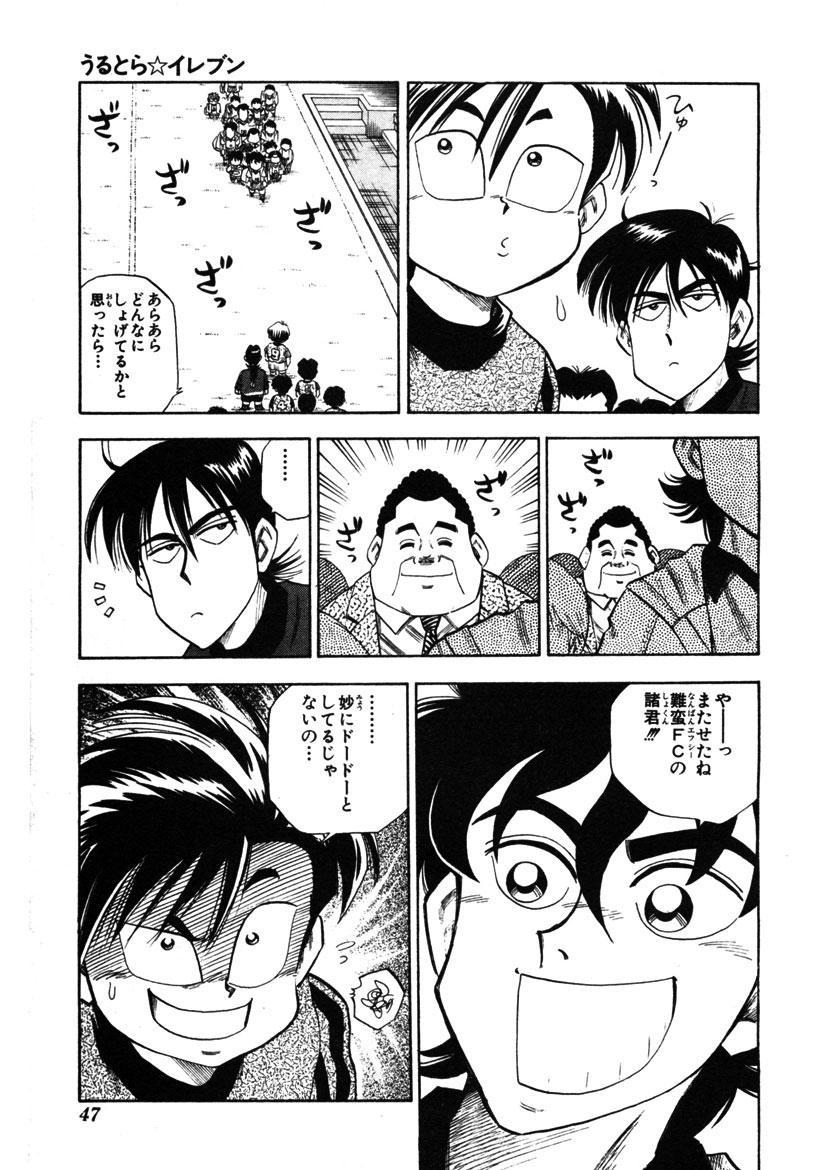 うるとら☆イレブン
ひゅーっ
ざっ
ざっ
ざっ
ざっ
あらあら
どんなに
しょげてるかと
思ったら…
ざっ
ざっ
ざっ
ざっ
……
やーーっ
またせたね
難蛮FCの
諸君!!!
………
妙にドードーと
してるじゃ
ないの…
47